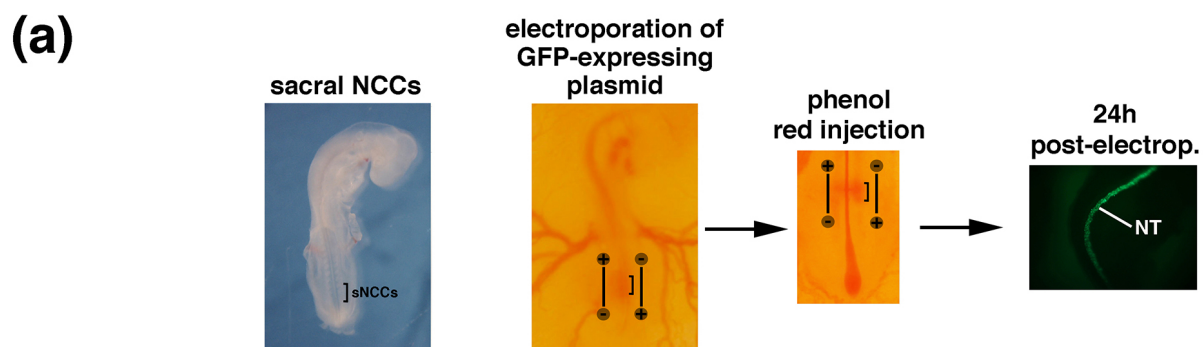 (a)
sacral NCCs
sNCCs
electroporation of
GFP-expressing
plasmid
+ -
- +
phenol
red injection
+ -
- +
24h
post-electrop.
NT